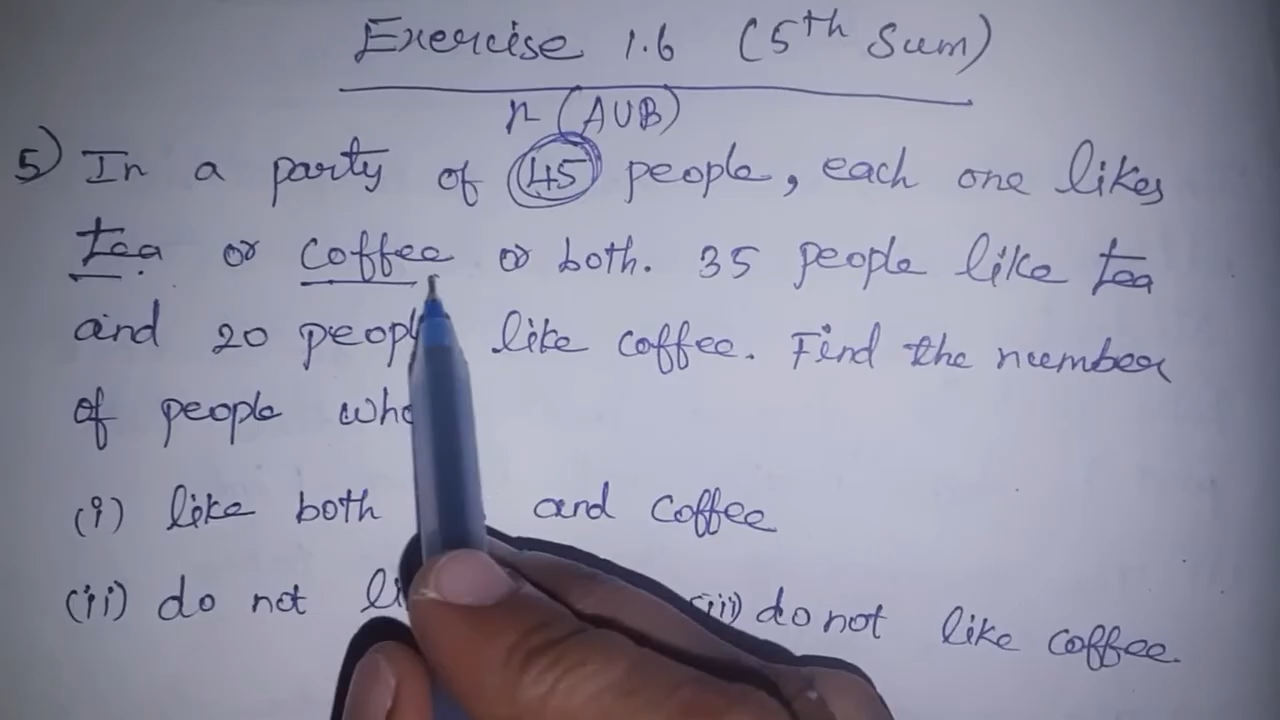 Exercise 1.6 (5th Sum)
n(AUB)
5) In a party of 45 people, each one likes
tea or coffee or both. 35 people like tea
and 20 people like coffee. Find the number
of people who
(i) like both and coffee
(ii) do not (iii) do not like coffee.